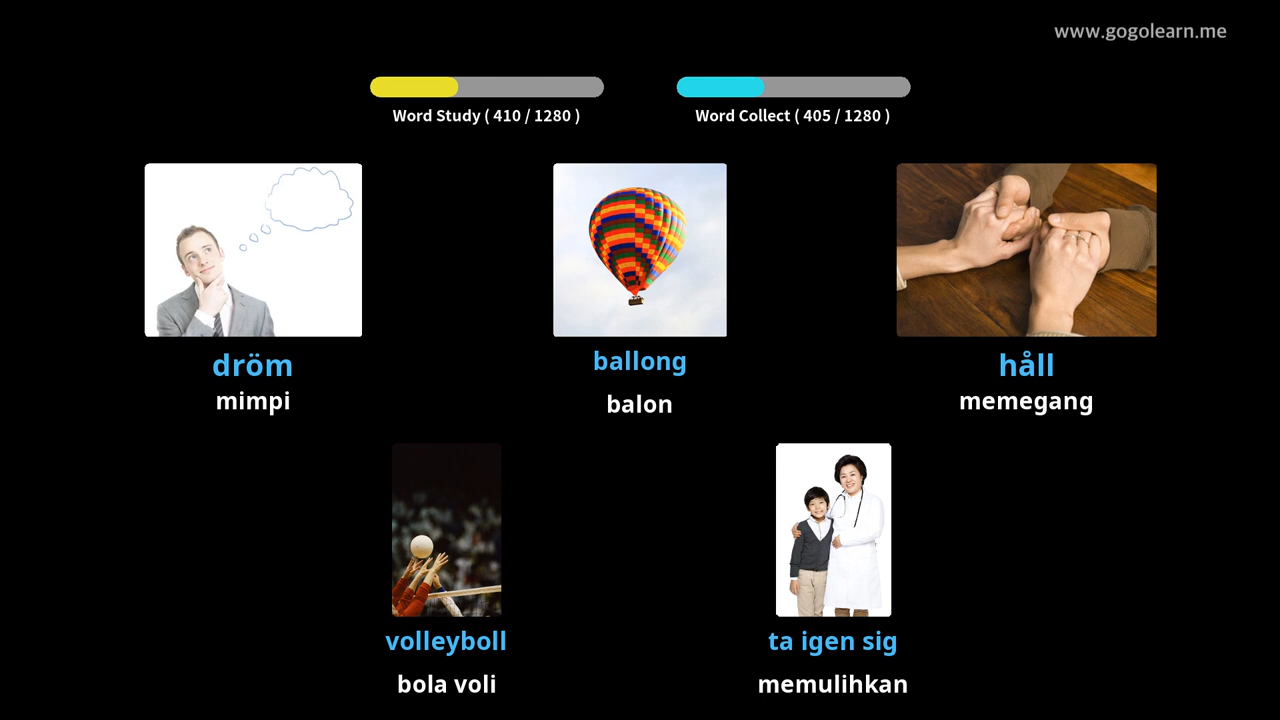 www.gogolearn.me
Word Study ( 410 / 1280 )
Word Collect ( 405 / 1280 )
dröm
mimpi
ballong
balon
håll
memegang
volleyboll
bola voli
ta igen sig
memulihkan